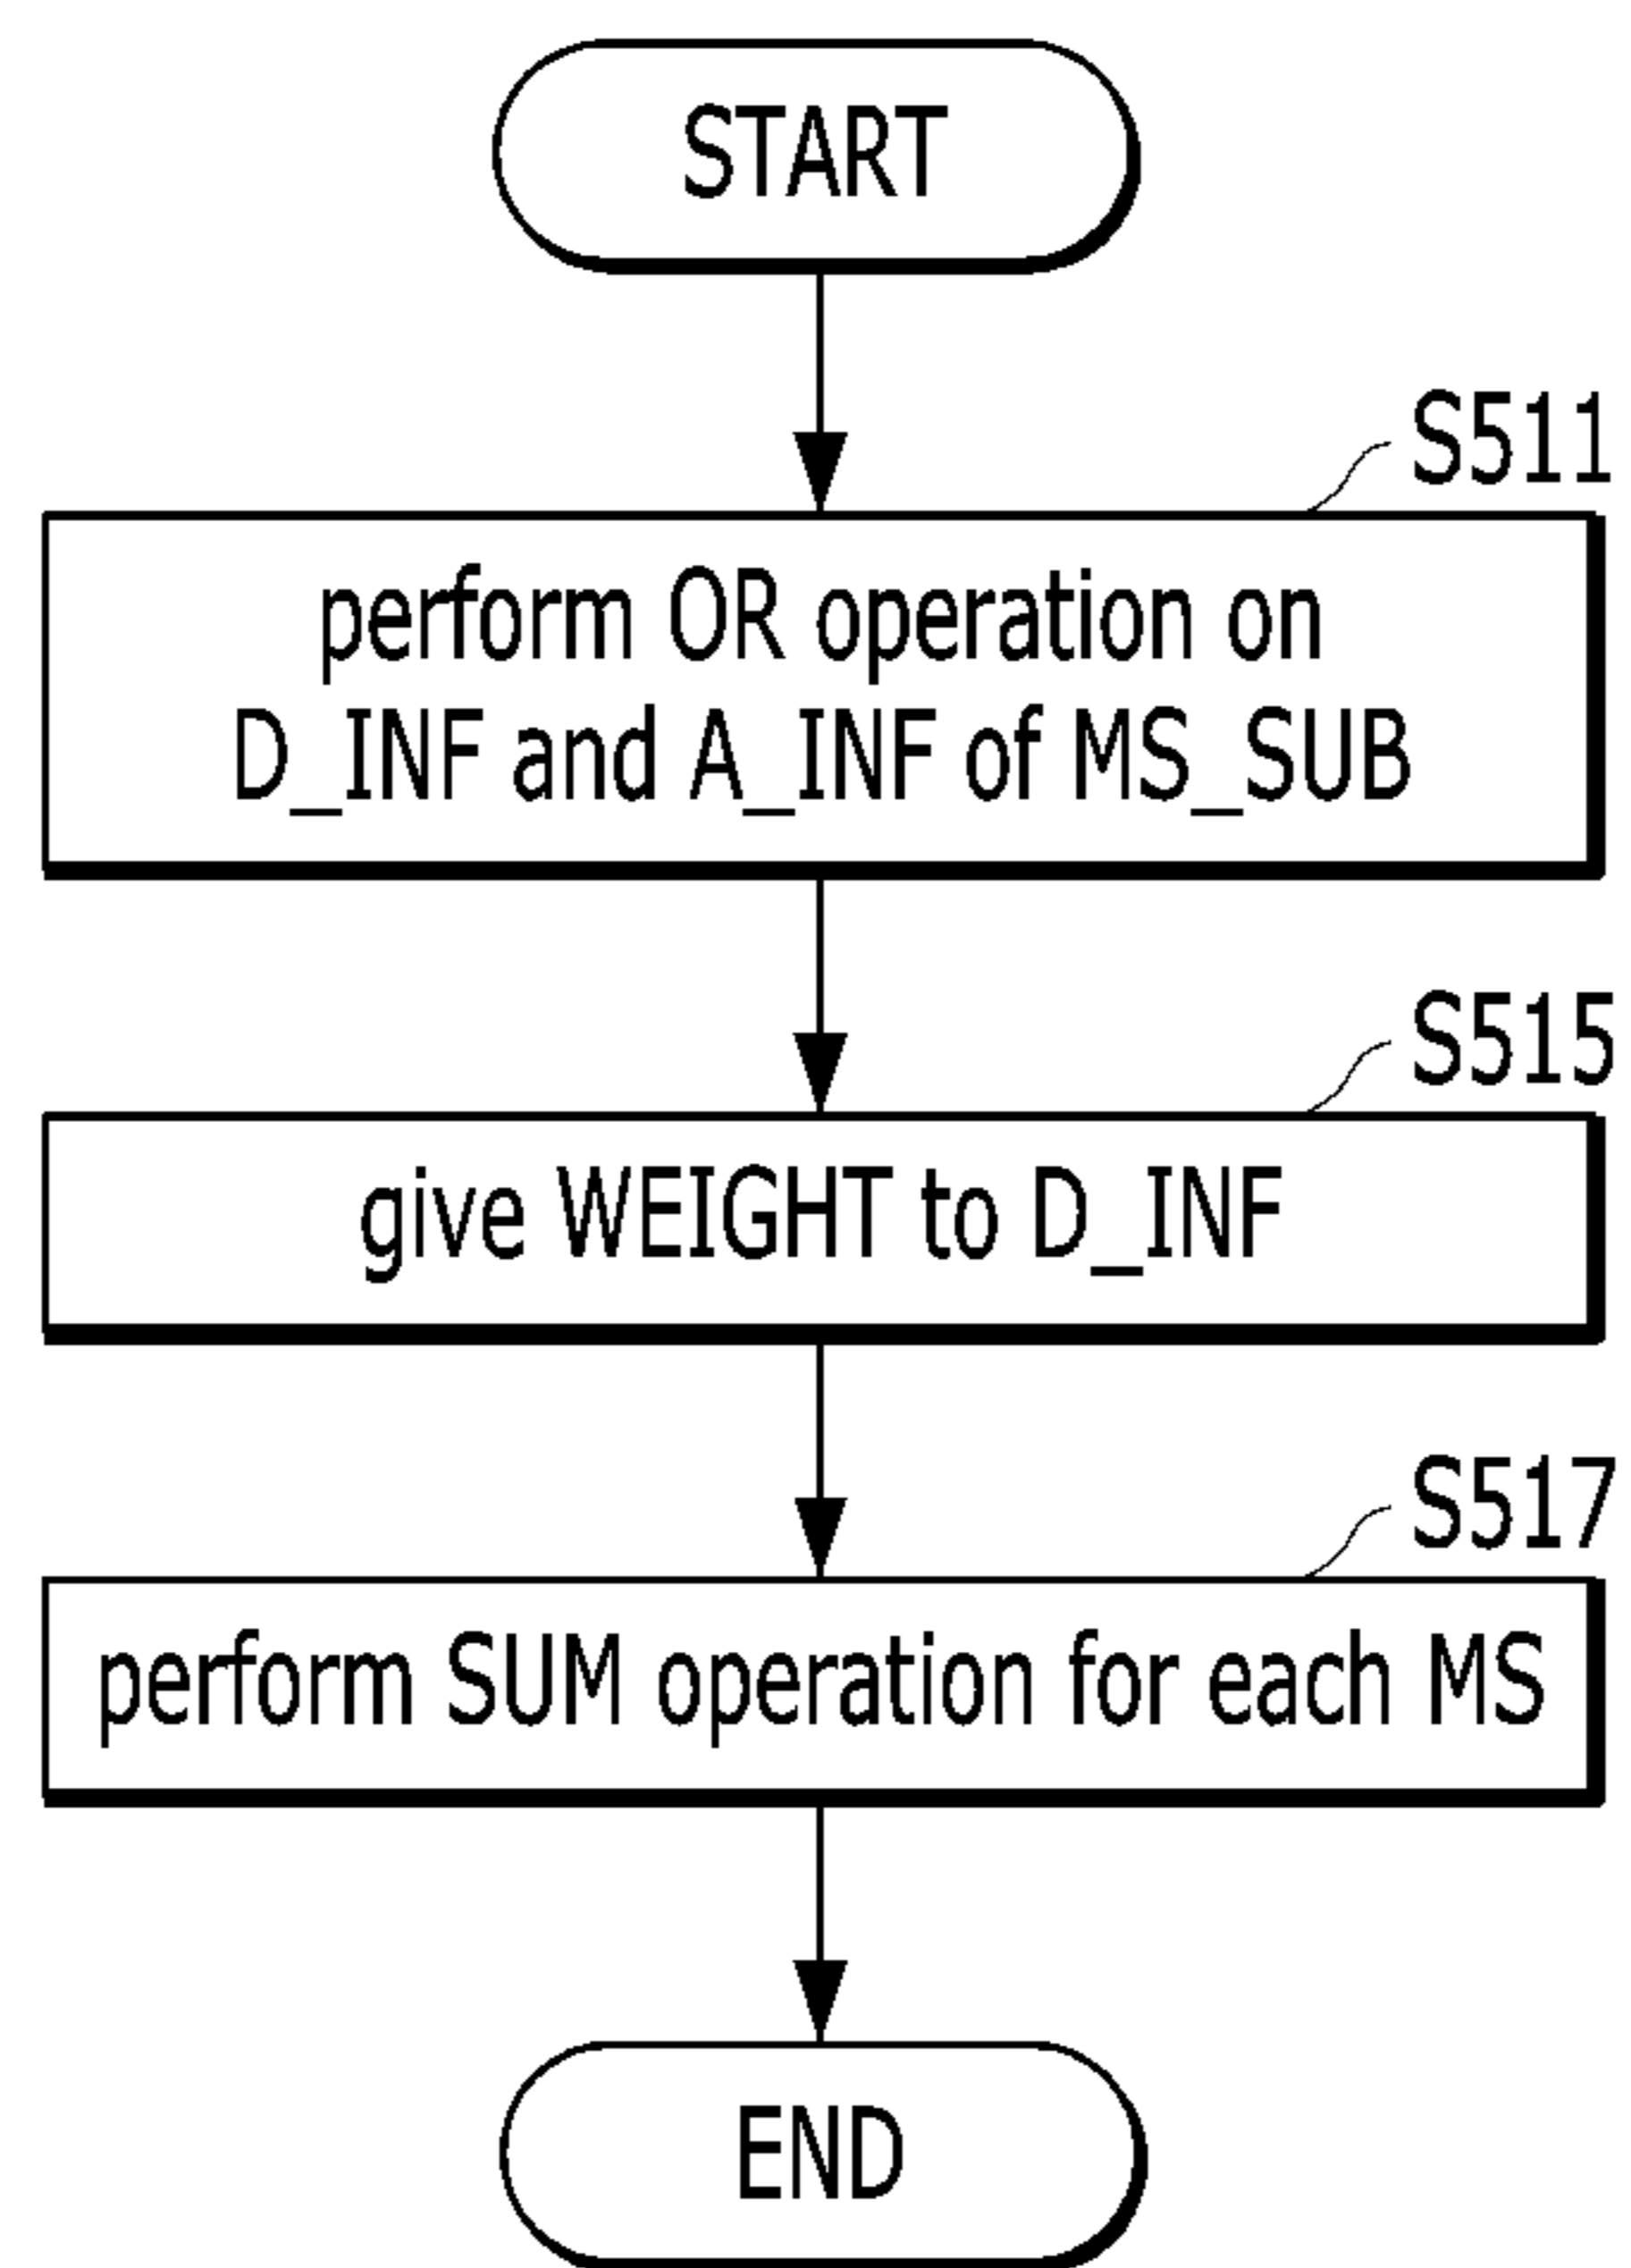 START
S511
perform OR operation on
D_INF and A_INF of MS_SUB
S515
give WEIGHT to D_INF
S517
perform SUM operation for each MS
END